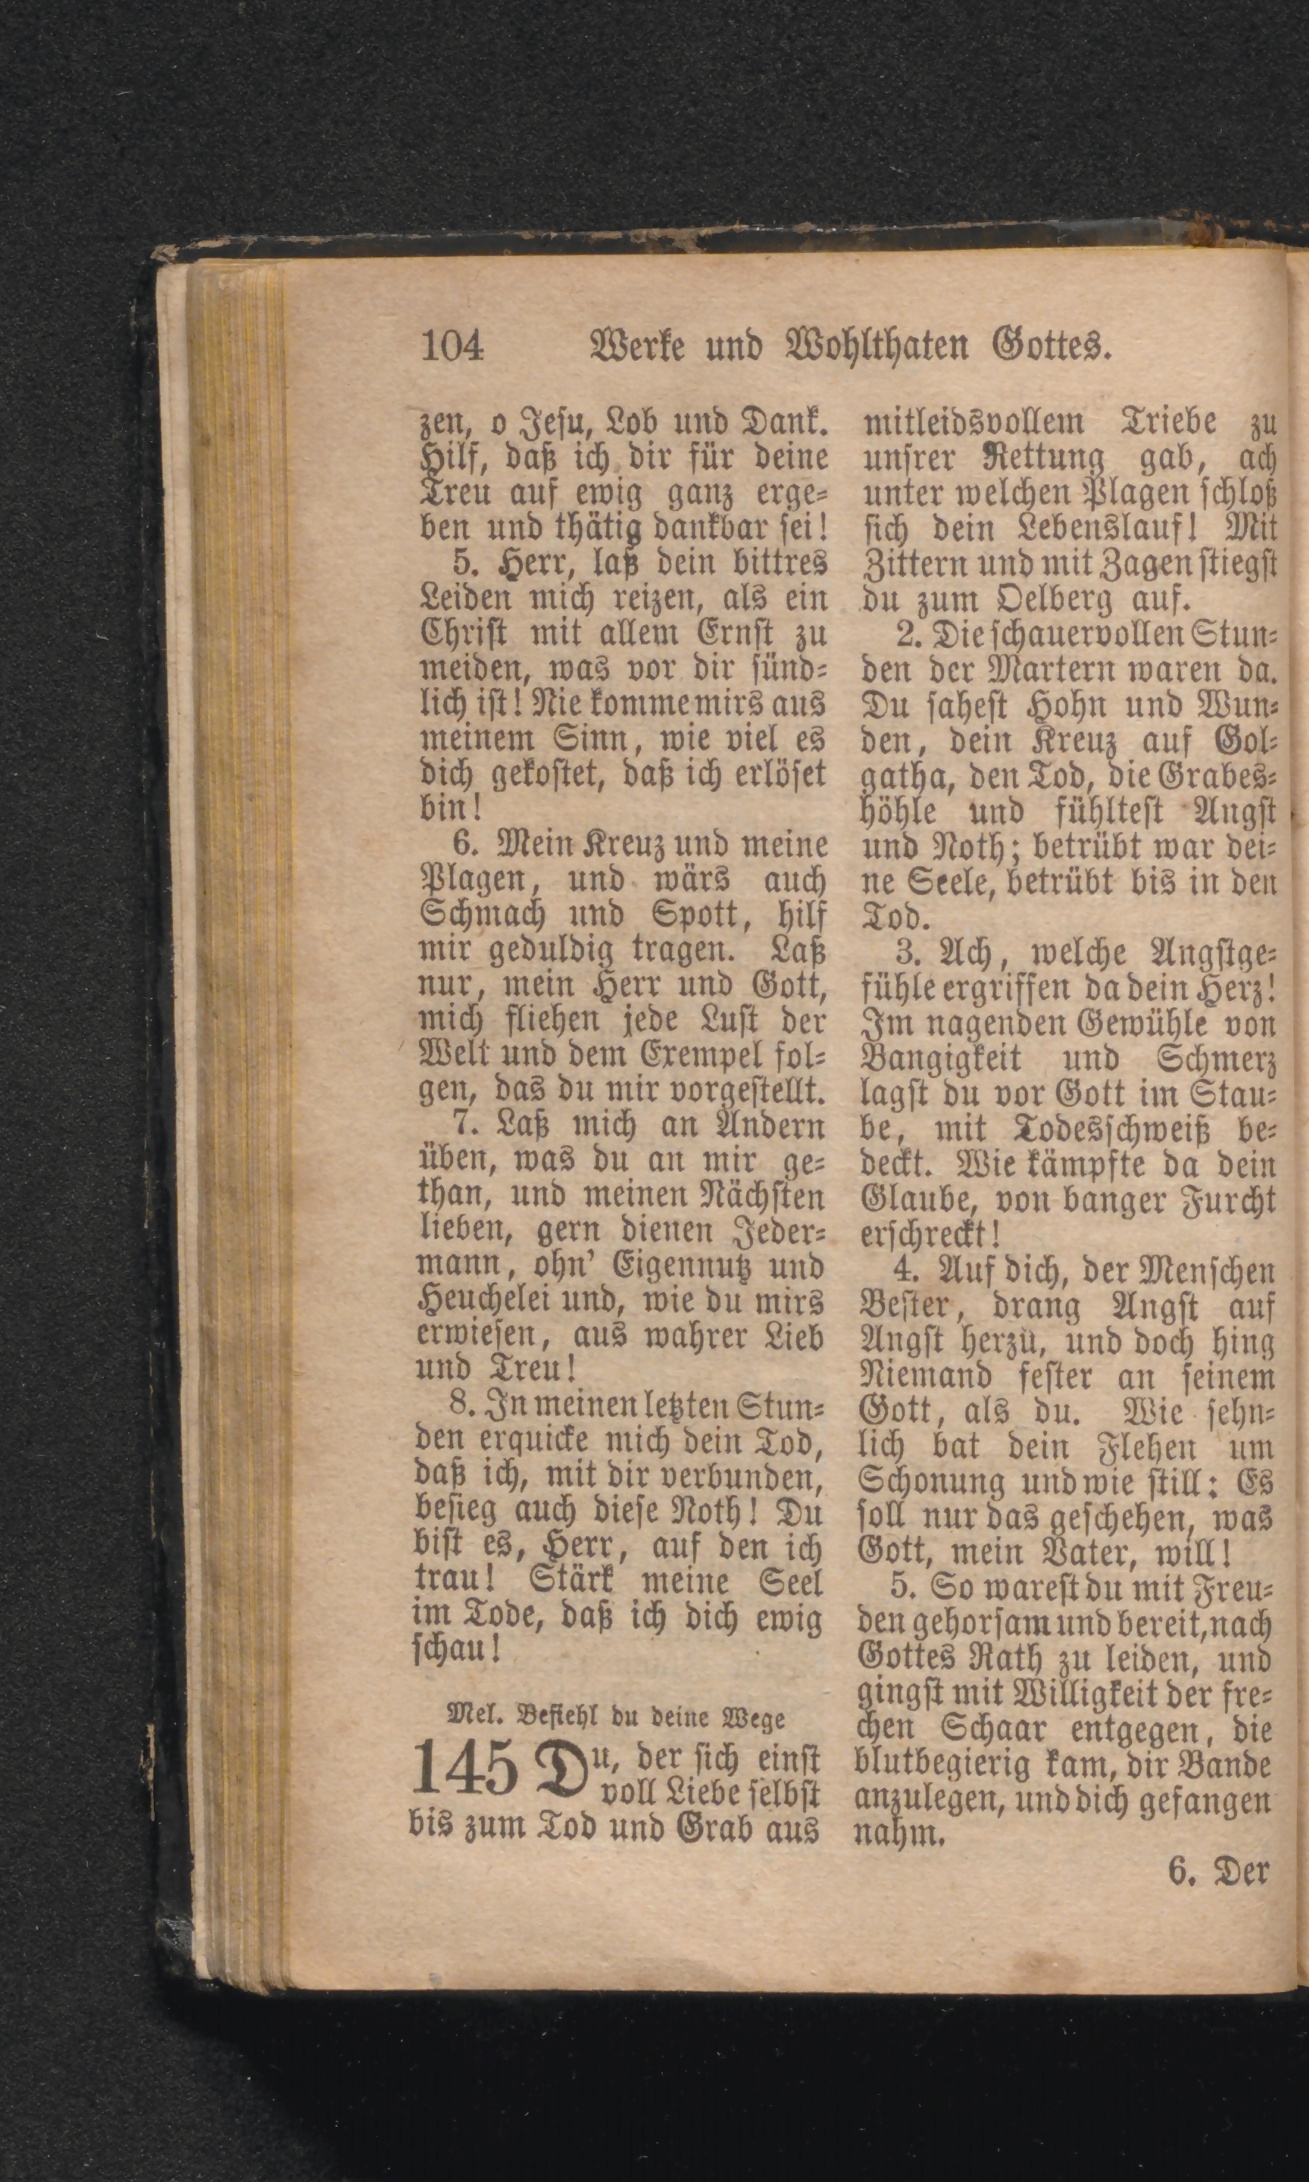 104 Werke und Wohlthaten Gottes.
zen, o Jesu, Lob und Dank.
Hilf, daß ich dir für deine
Treu auf ewig ganz erge=
ben und thätig dankbar sei!
5. Herr, laß dein bittres
Leiden mich reizen, als ein
Christ mit allem Ernst zu
meiden, was vor dir sünd=
lich ist! Nie komme mirs aus
meinem Sinn, wie viel es
dich gekostet, daß ich erlöset
bin!
6. Mein Kreuz und meine
Plagen, und wärs auch
Schmach und Spott, hilf
mir geduldig tragen. Laß
nur, mein Herr und Gott,
mich fliehen jede Lust der
Welt und dem Exempel fol=
gen, das du mir vorgestellt.
7. Laß mich an Andern
üben, was du an mir ge=
than, und meinen Nächsten
lieben, gern dienen Jeder=
mann, ohn' Eigennutz und
Heuchelei und, wie du mirs
erwiesen, aus wahrer Lieb
und Treu!
8. In meinen letzten Stun=
den erquicke mich dein Tod,
daß ich, mit dir verbunden,
besieg auch diese Noth! Du
bist es, Herr, auf den ich
trau! Stärk meine Seel
im Tode, daß ich dich ewig
schau!
Mel. Befiehl du deine Wege
145 Du, der sich einst
voll Liebe selbst
bis zum Tod und Grab aus
mitleidsvollem Triebe zu
unsrer Rettung gab, ach
unter welchen Plagen schloß
sich dein Lebenslauf! Mit
Zittern und mit Zagen stiegst
du zum Oelberg auf.
2. Die schauervollen Stun=
den der Martern waren da.
Du sahest Hohn und Wun=
den, dein Kreuz auf Gol=
gatha, den Tod, die Grabes=
höhle und fühltest Angst
und Noth; betrübt war dei=
ne Seele, betrübt bis in den
Tod.
3. Ach, welche Angstge=
fühle ergriffen da dein Herz!
Im nagenden Gewühle von
Bangigkeit und Schmerz
lagst du vor Gott im Stau=
be, mit Todesschweiß be=
deckt. Wie kämpfte da dein
Glaube, von banger Furcht
erschreckt!
4. Auf dich, der Menschen
Bester, drang Angst auf
Angst herzu, und doch hing
Niemand fester an seinem
Gott, als du. Wie sehn=
lich bat dein Flehen um
Schonung und wie still: Es
soll nur das geschehen, was
Gott, mein Vater, will!
5. So warest du mit Freu=
den gehorsam und bereit, nach
Gottes Rath zu leiden, und
gingst mit Willigkeit der fre=
chen Schaar entgegen, die
blutbegierig kam, dir Bande
anzulegen, und dich gefangen
nahm.
6. Der